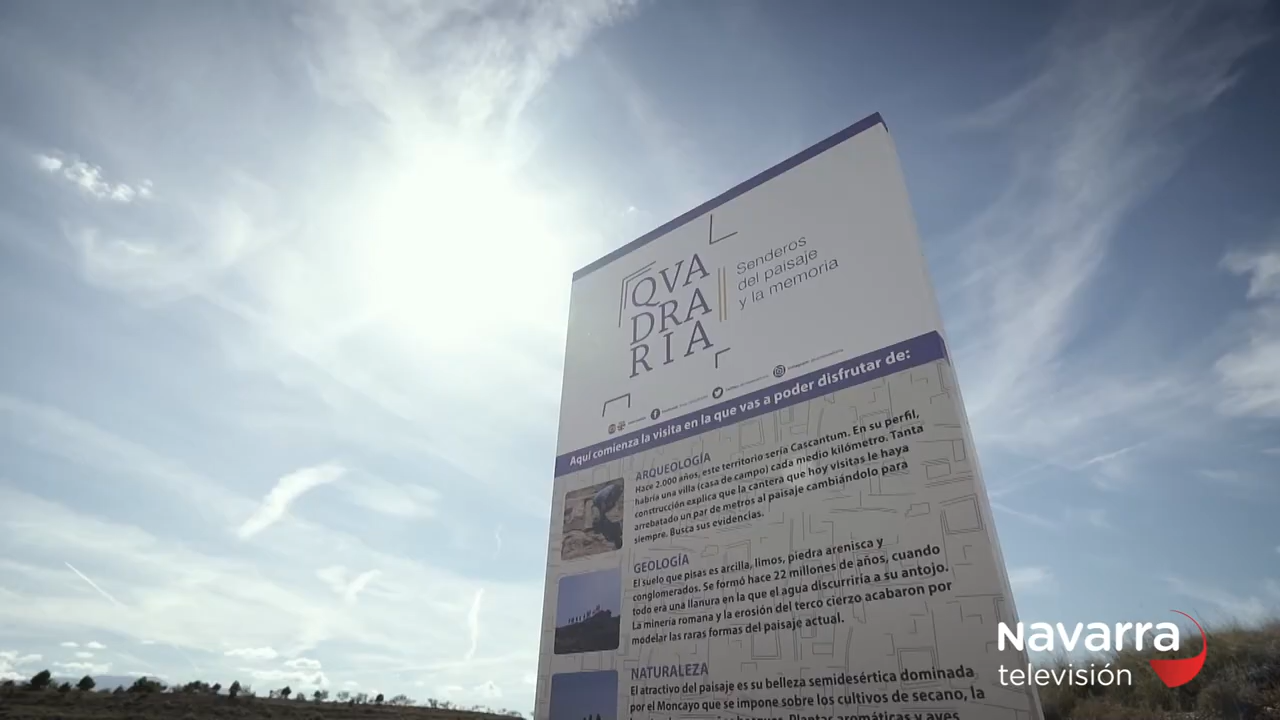 QVA
DRA
RIA
Senderos
del paisaje
y la memoria
Aquí comienza la visita en la que vas a poder disfrutar de:
ARQUEOLOGÍA
Hace 2.000 años, este territorio sería Cascantum. En su perfil,
habría una villa (casa de campo) cada medio kilómetro. Tanta
construcción explica que la cantera que hoy visitas le haya
arrebatado un par de metros al paisaje cambiándolo para
siempre. Busca sus evidencias.
GEOLOGÍA
El suelo que pisas es arcilla, limos, piedra arenisca y
conglomerados. Se formó hace 22 millones de años, cuando
todo era una llanura en la que el agua discurriría a su antojo.
La minería romana y la erosión del terco cierzo acabaron por
modelar las raras formas del paisaje actual.
NATURALEZA
El atractivo del paisaje es su belleza semidesértica dominada
por el Moncayo que se impone sobre los cultivos de secano, la
Plantas aromáticas y aves
Navarra
televisión